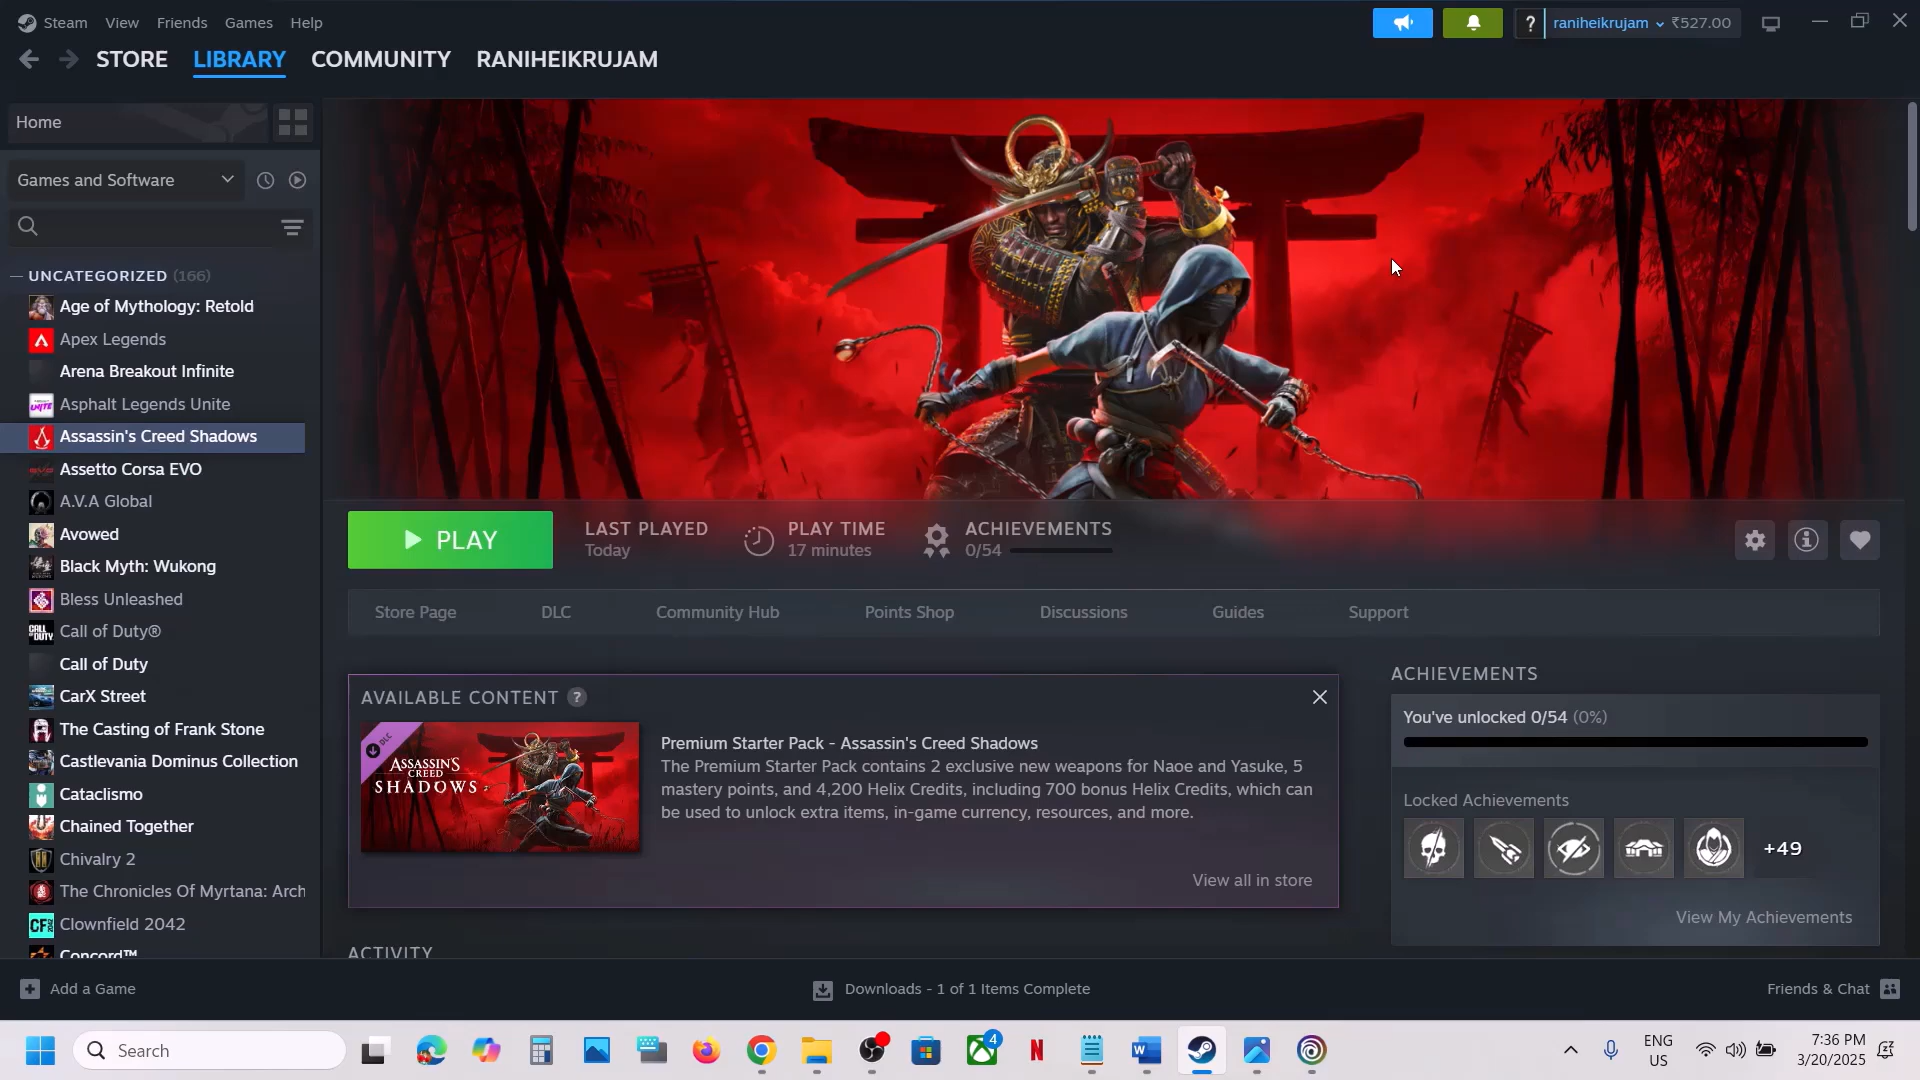 Steam View Friends Games Help
? raniheikrujam ₹527.00
STORE LIBRARY COMMUNITY RANIHEIKRUJAM
Home
Games and Software
UNCATEGORIZED (166)
Age of Mythology: Retold
Apex Legends
Arena Breakout Infinite
Asphalt Legends Unite
Assassin's Creed Shadows
Assetto Corsa EVO
A.V.A Global
Avowed
Black Myth: Wukong
Bless Unleashed
Call of Duty®
Call of Duty
CarX Street
The Casting of Frank Stone
Castlevania Dominus Collection
Cataclismo
Chained Together
Chivalry 2
The Chronicles Of Myrtana: Arch
Clownfield 2042
Concord™
PLAY
LAST PLAYED
Today
PLAY TIME
17 minutes
ACHIEVEMENTS
0/54
Store Page DLC Community Hub Points Shop Discussions Guides Support
AVAILABLE CONTENT ?
DLC
ASSASSIN'S
CREED
SHADOWS
Premium Starter Pack - Assassin's Creed Shadows
The Premium Starter Pack contains 2 exclusive new weapons for Naoe and Yasuke, 5
mastery points, and 4,200 Helix Credits, including 700 bonus Helix Credits, which can
be used to unlock extra items, in-game currency, resources, and more.
View all in store
ACTIVITY
ACHIEVEMENTS
You've unlocked 0/54 (0%)
Locked Achievements
+49
View My Achievements
Add a Game
Downloads - 1 of 1 Items Complete
Friends & Chat
Search
4
ENG
US
7:36 PM
3/20/2025